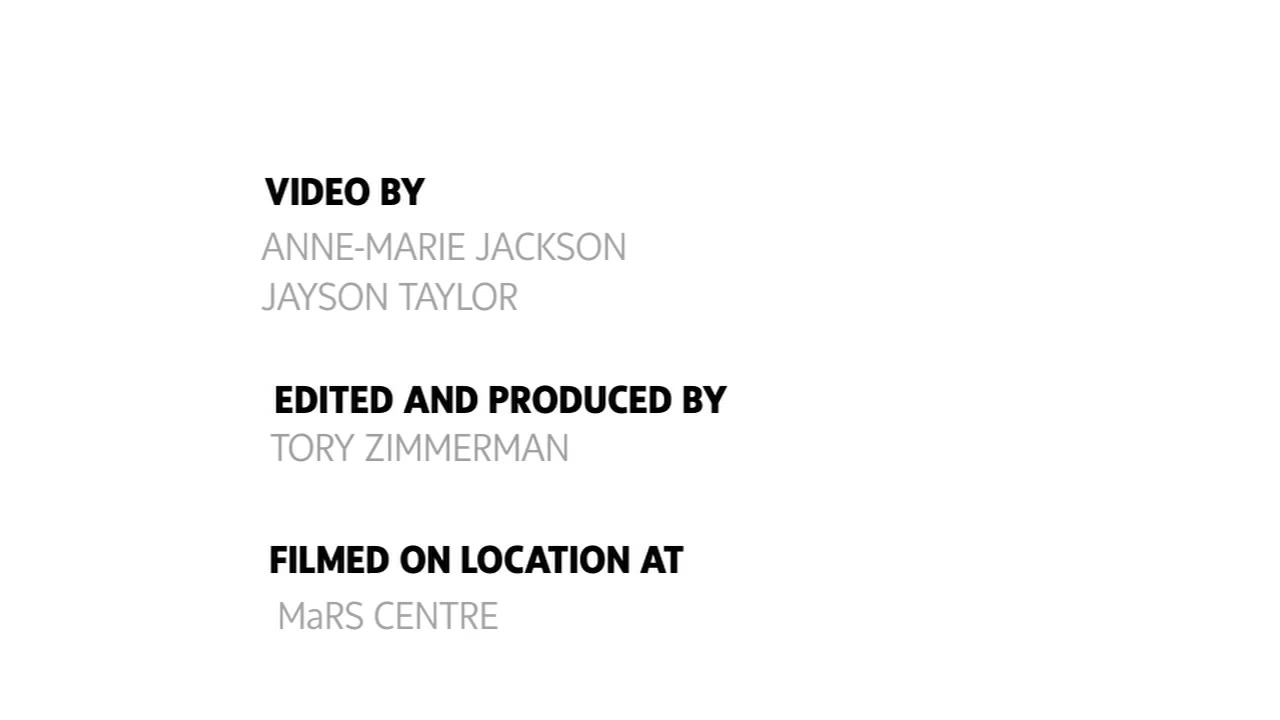 VIDEO BY
ANNE-MARIE JACKSON
JAYSON TAYLOR
EDITED AND PRODUCED BY
TORY ZIMMERMAN
FILMED ON LOCATION AT
MaRS CENTRE